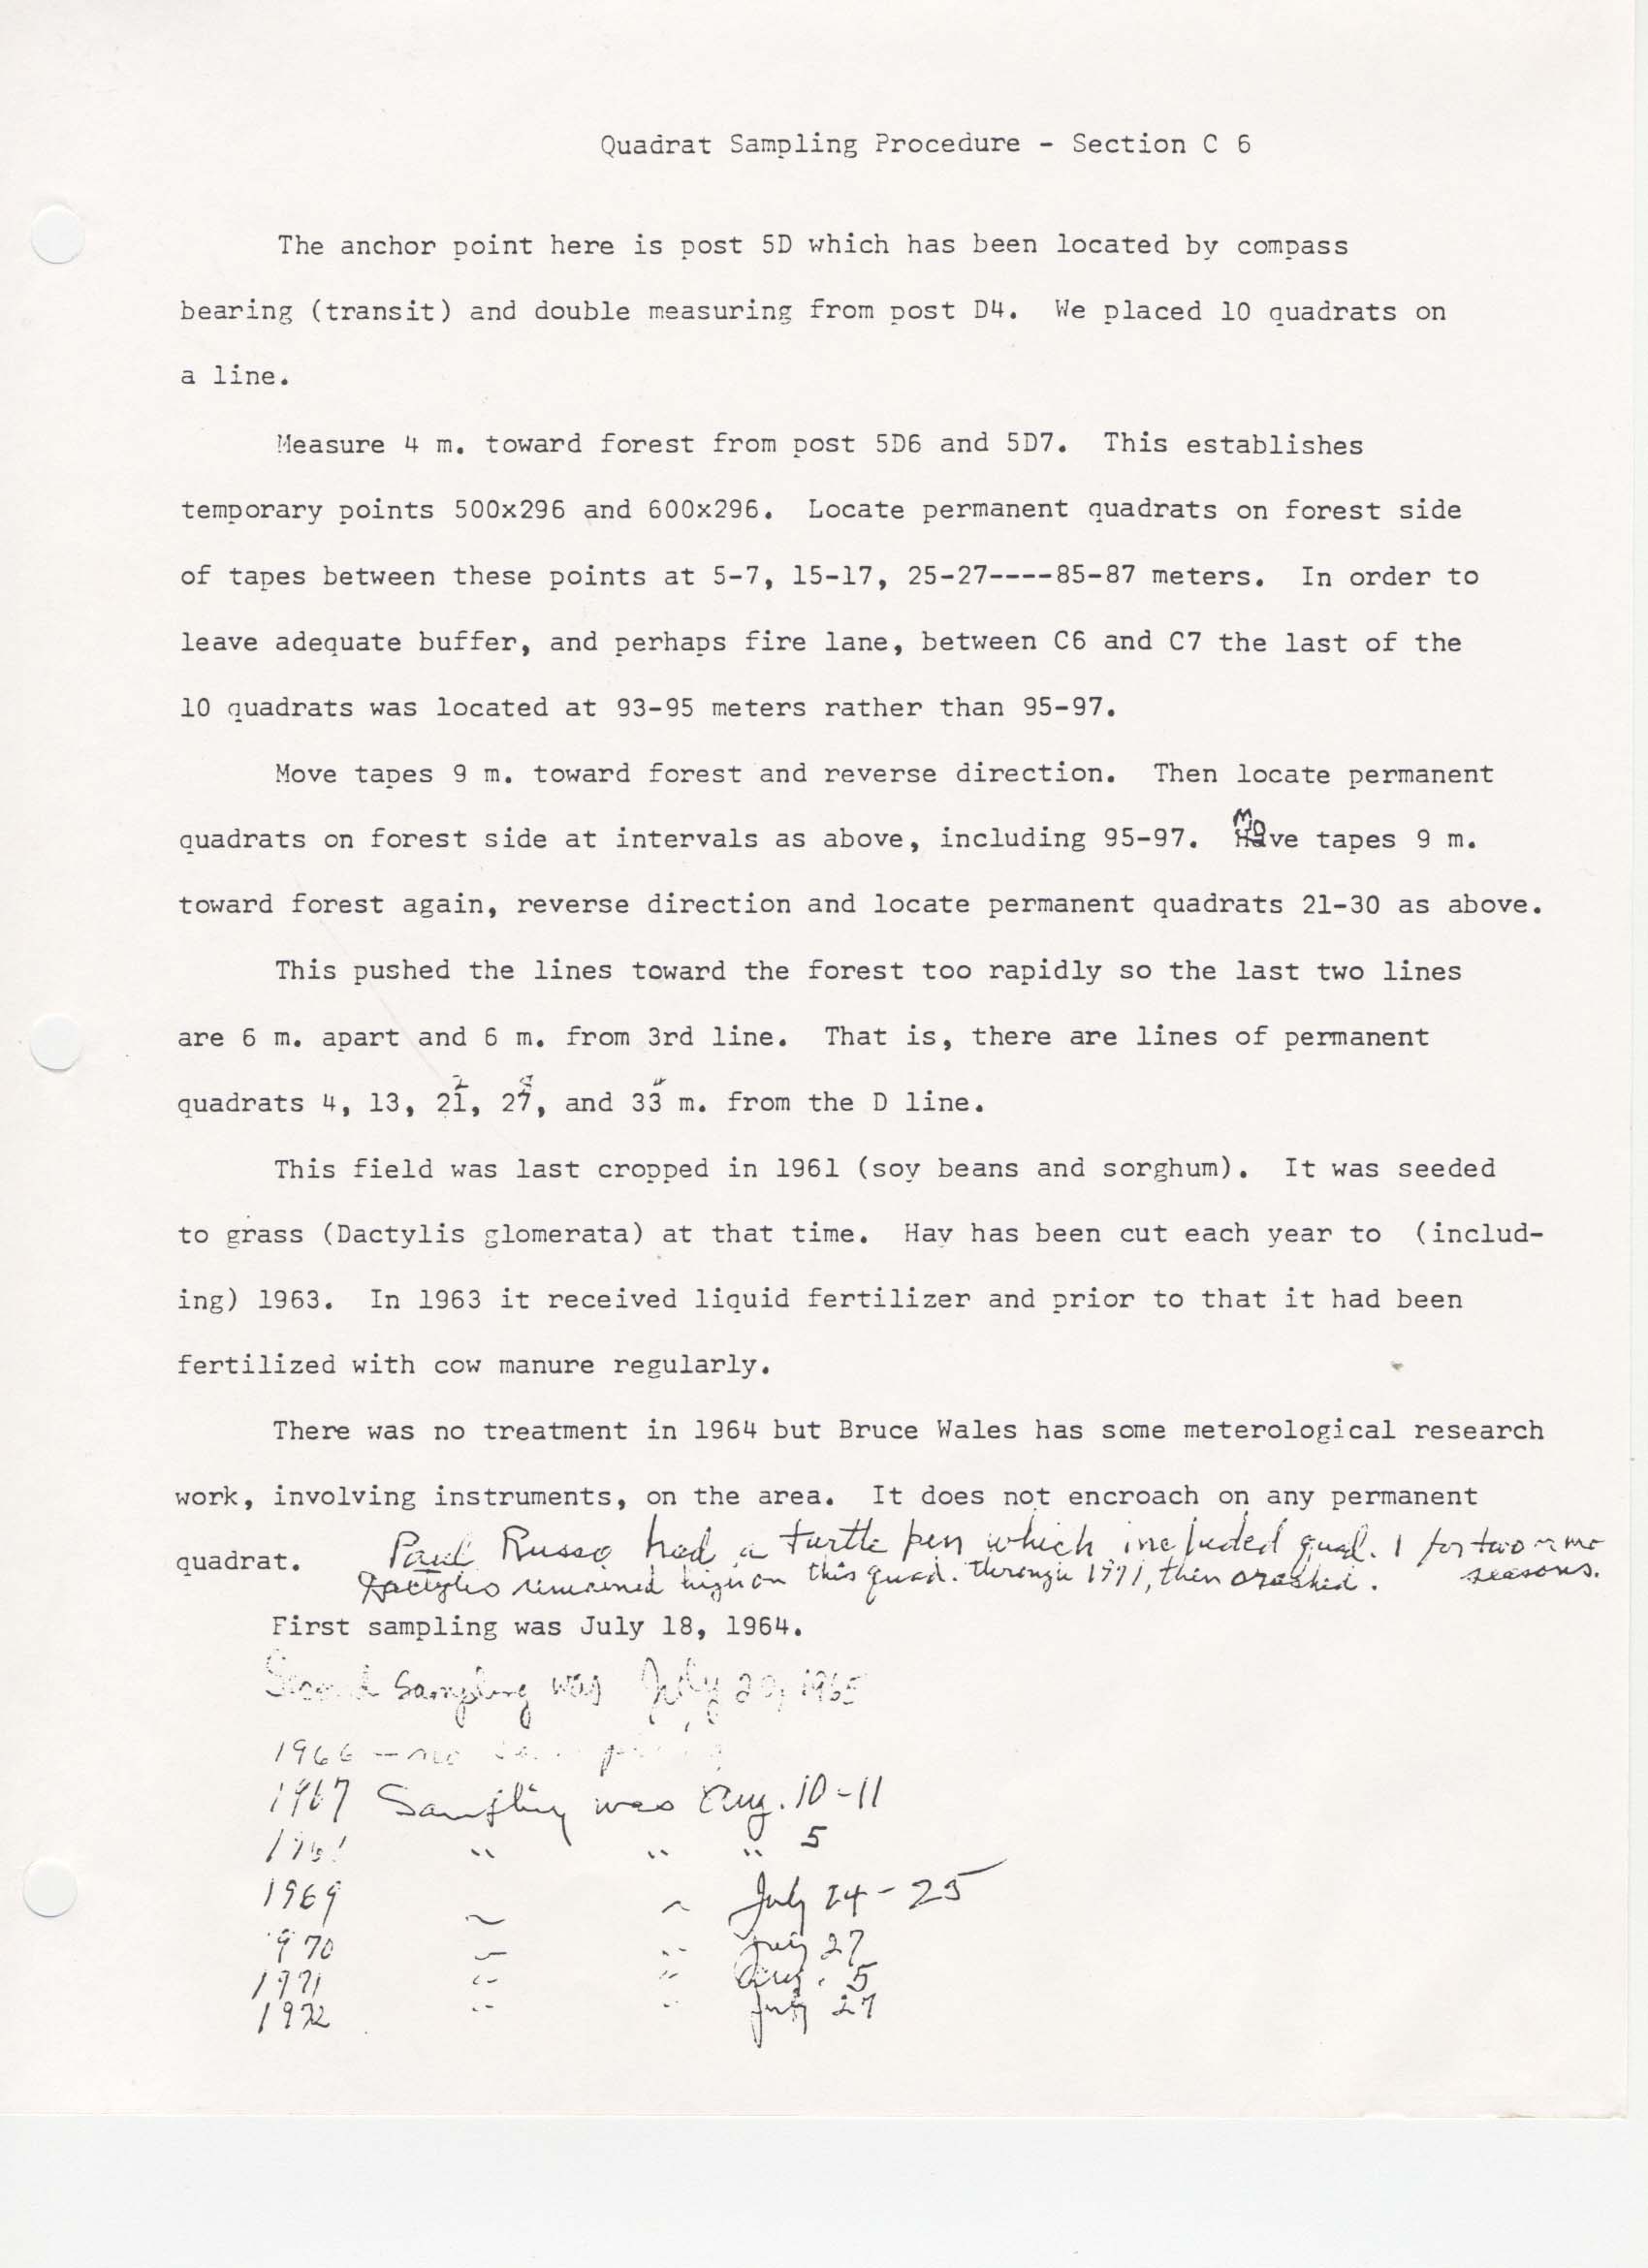 Quadrat Sampling Procedure - Section C 6
The anchor point here is post 5D which has been located by compass
bearing (transit) and double measuring from post D4. We placed 10 quadrats on
a line.
Measure 4 m. toward forest from post 5D6 and 5D7. This establishes
temporary points 500x296 and 600x296. Locate permanent quadrats on forest side
of tapes between these points at 5-7, 15-17, 25-27----85-87 meters. In order to
leave adequate buffer, and perhaps fire lane, between C6 and C7 the last of the
10 quadrats was located at 93-95 meters rather than 95-97.
Move tapes 9 m. toward forest and reverse direction. Then locate permanent
quadrats on forest side at intervals as above, including 95-97. Move tapes 9 m.
toward forest again, reverse direction and locate permanent quadrats 21-30 as above.
This pushed the lines toward the forest too rapidly so the last two lines
are 6 m. apart and 6 m. from 3rd line. That is, there are lines of permanent
2 8 4
quadrats 4, 13, 21, 27, and 33 m. from the D line.
This field was last cropped in 1961 (soy beans and sorghum). It was seeded
to grass (Dactylis glomerata) at that time. Hay has been cut each year to (includ-
ing) 1963. In 1963 it received liquid fertilizer and prior to that it had been
fertilized with cow manure regularly.
There was no treatment in 1964 but Bruce Wales has some meterological research
work, involving instruments, on the area. It does not encroach on any permanent
quadrat. Paul Russo had a turtle pen which included quad. 1 for two or mo
seasons.
Dactylis remained high on this quad. through 1971, then crashed.
First sampling was July 18, 1964.
Second Sampling was July 20, 1965
1966 - no sampling
1967 Sampling was Aug. 10-11
" " " 5
1969 " " July 24-25
970 " " July 27
1971 " " Aug. 5
1972 " " July 27